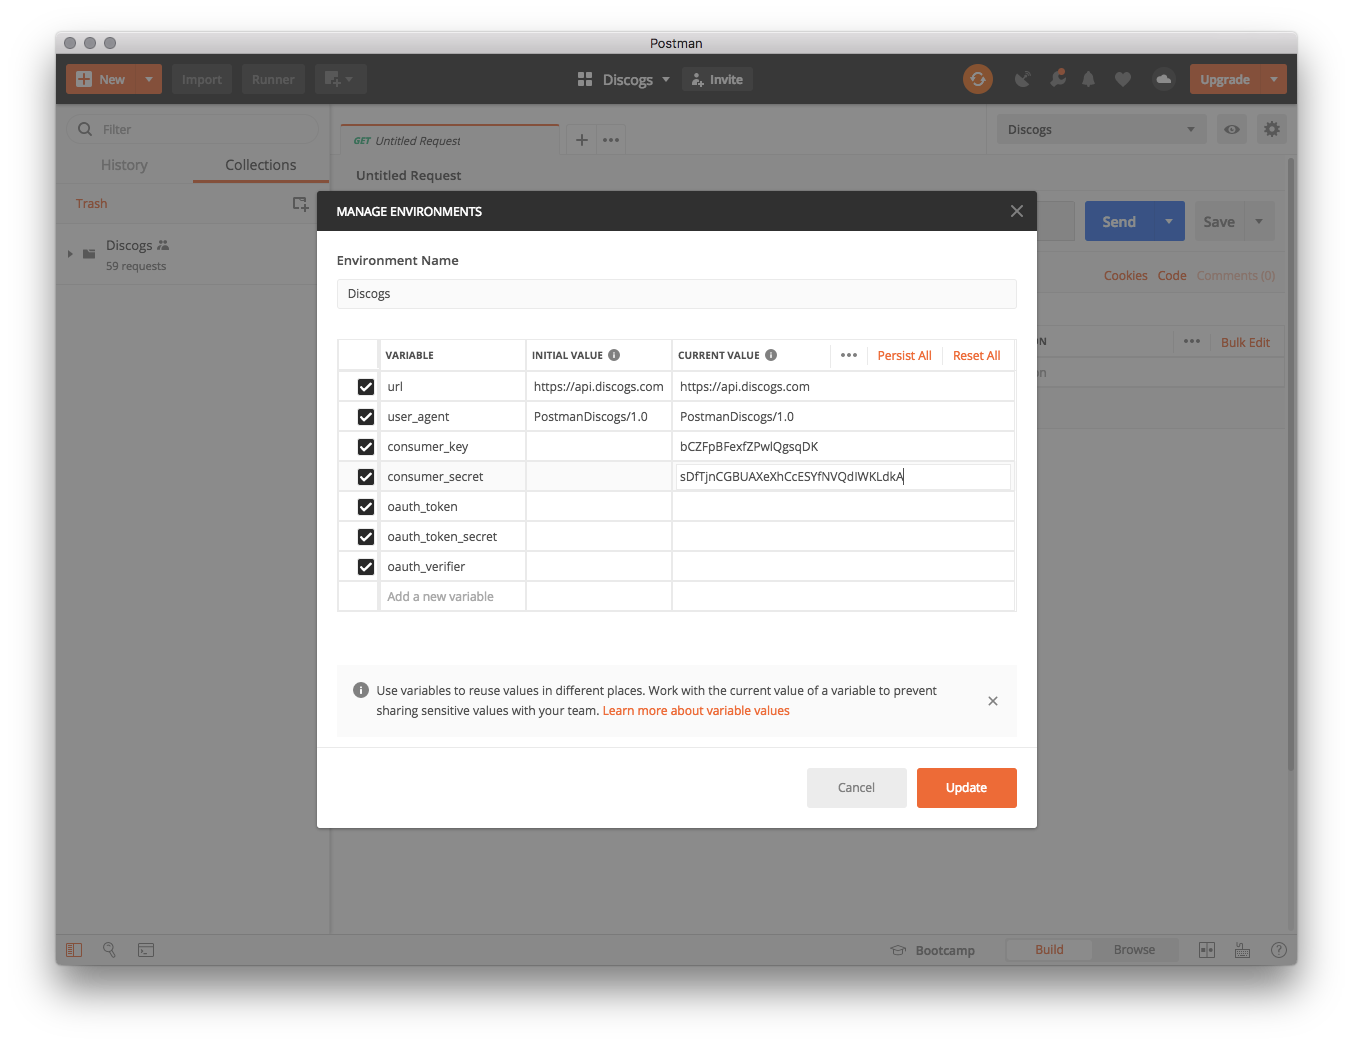 Postman
New
Import
Runner
Discogs
Invite
Upgrade
Filter
History
Collections
Trash
Discogs
59 requests
GET Untitled Request
Discogs
Untitled Request
Send
Save
Cookies Code Comments (0)
ON
Bulk Edit
on
MANAGE ENVIRONMENTS
Environment Name
Discogs
VARIABLE INITIAL VALUE CURRENT VALUE Persist All Reset All
url https://api.discogs.com https://api.discogs.com
user_agent PostmanDiscogs/1.0 PostmanDiscogs/1.0
consumer_key bCZFpBFexfZPwlQgsqDK
consumer_secret sDfTjnCGBUAXeXhCcESYfNVQdIWKLdkA
oauth_token
oauth_token_secret
oauth_verifier
Add a new variable
Use variables to reuse values in different places. Work with the current value of a variable to prevent
sharing sensitive values with your team. Learn more about variable values
Cancel
Update
Bootcamp
Build
Browse